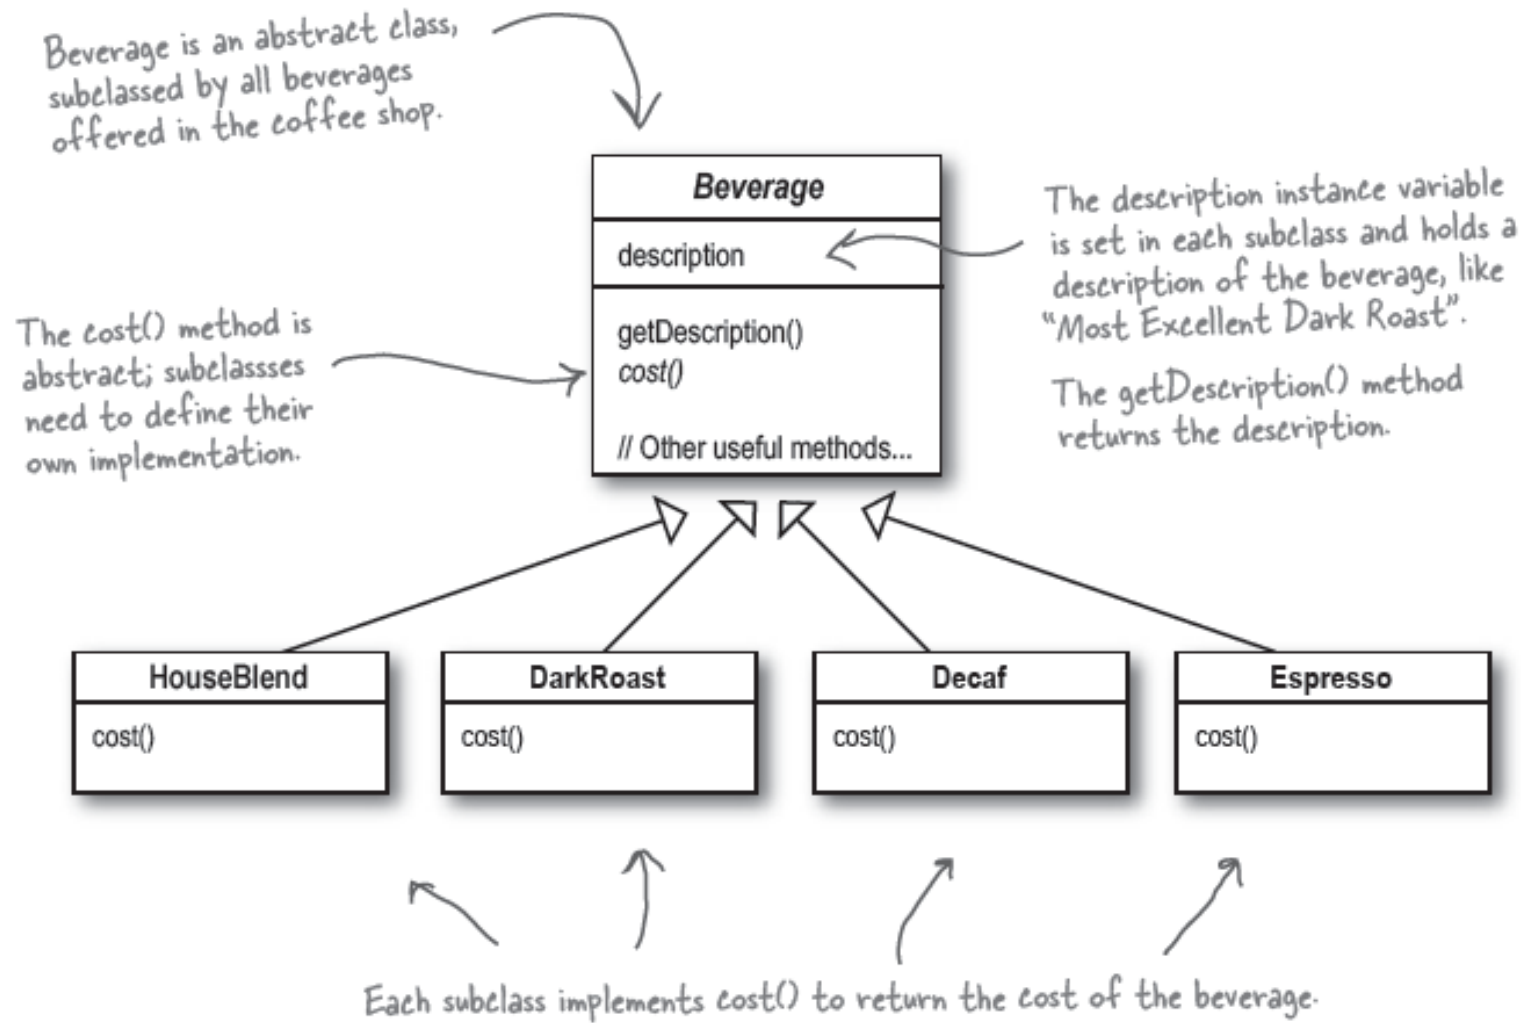 Beverage is an abstract class,
subclassed by all beverages
offered in the coffee shop.
Beverage
description
getDescription()
cost()
// Other useful methods...
The description instance variable
is set in each subclass and holds a
description of the beverage, like
“Most Excellent Dark Roast”.
The getDescription() method
returns the description.
The cost() method is
abstract; subclassses
need to define their
own implementation.
HouseBlend
cost()
DarkRoast
cost()
Decaf
cost()
Espresso
cost()
Each subclass implements cost() to return the cost of the beverage.